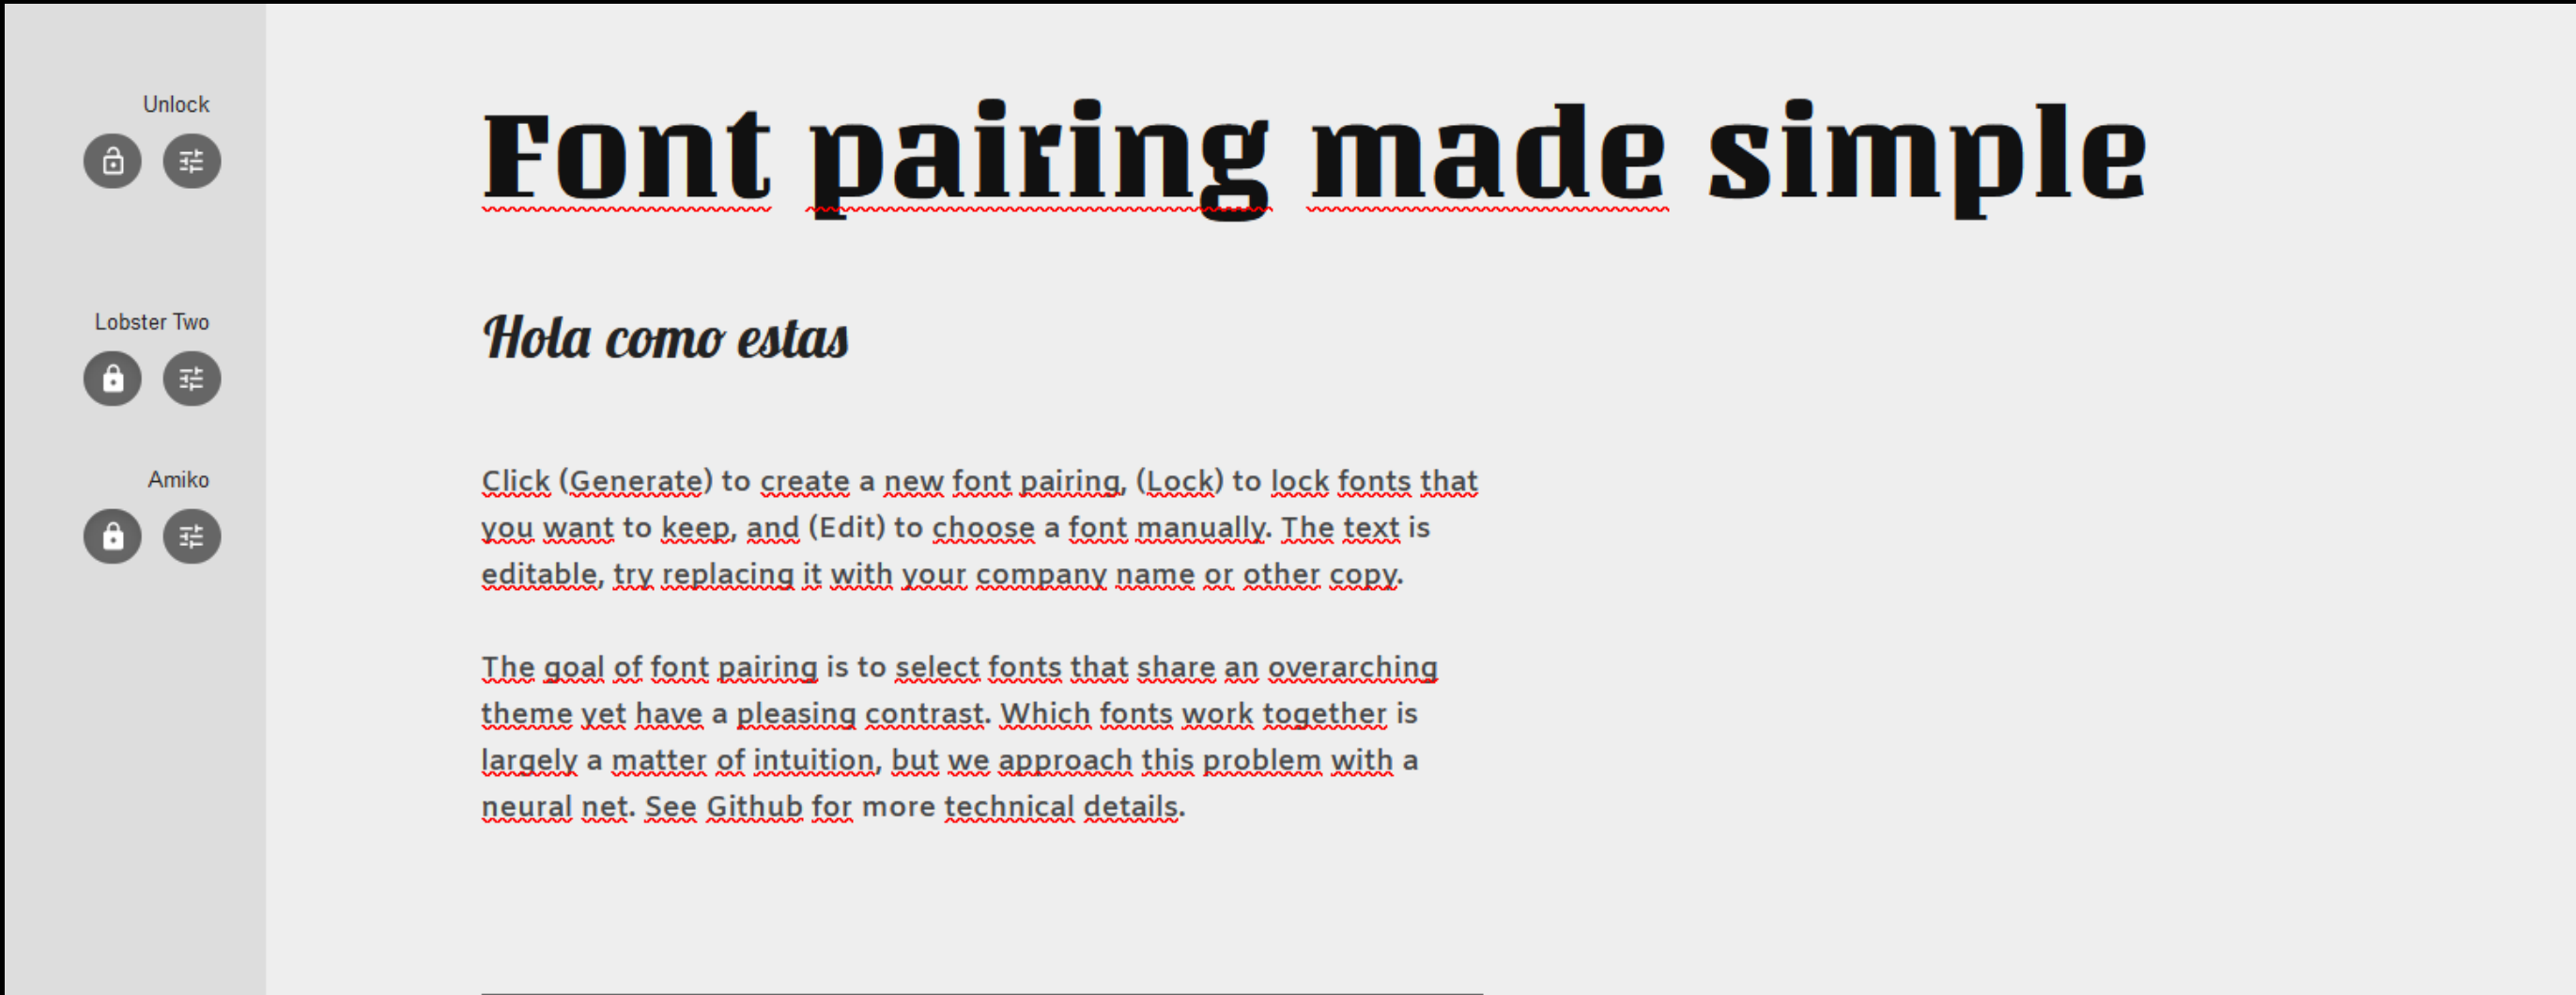 Unlock
Font pairing made simple
Lobster Two
Hola como estas
Amiko
Click (Generate) to create a new font pairing, (Lock) to lock fonts that
you want to keep, and (Edit) to choose a font manually. The text is
editable, try replacing it with your company name or other copy.
The goal of font pairing is to select fonts that share an overarching
theme yet have a pleasing contrast. Which fonts work together is
largely a matter of intuition, but we approach this problem with a
neural net. See Github for more technical details.